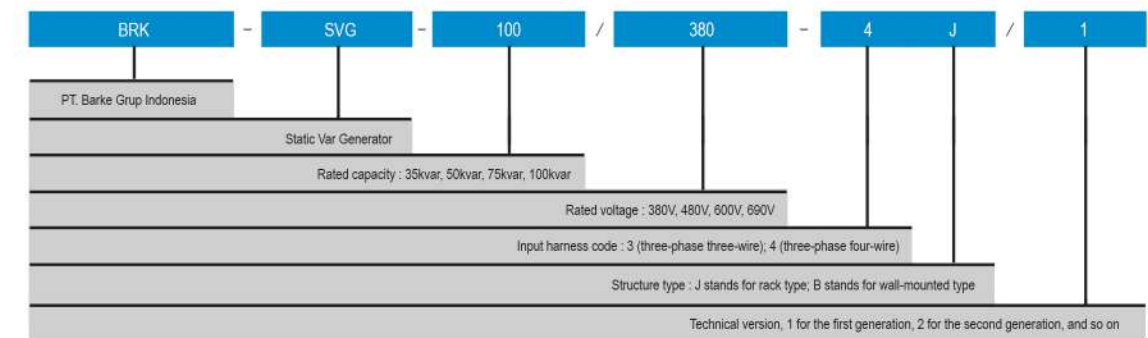 BRK - SVG - 100 / 380 - 4 J / 1
PT. Barke Grup Indonesia
Static Var Generator
Rated capacity : 35kvar, 50kvar, 75kvar, 100kvar
Rated voltage : 380V, 480V, 600V, 690V
Input harness code : 3 (three-phase three-wire); 4 (three-phase four-wire)
Structure type : J stands for rack type; B stands for wall-mounted type
Technical version, 1 for the first generation, 2 for the second generation, and so on